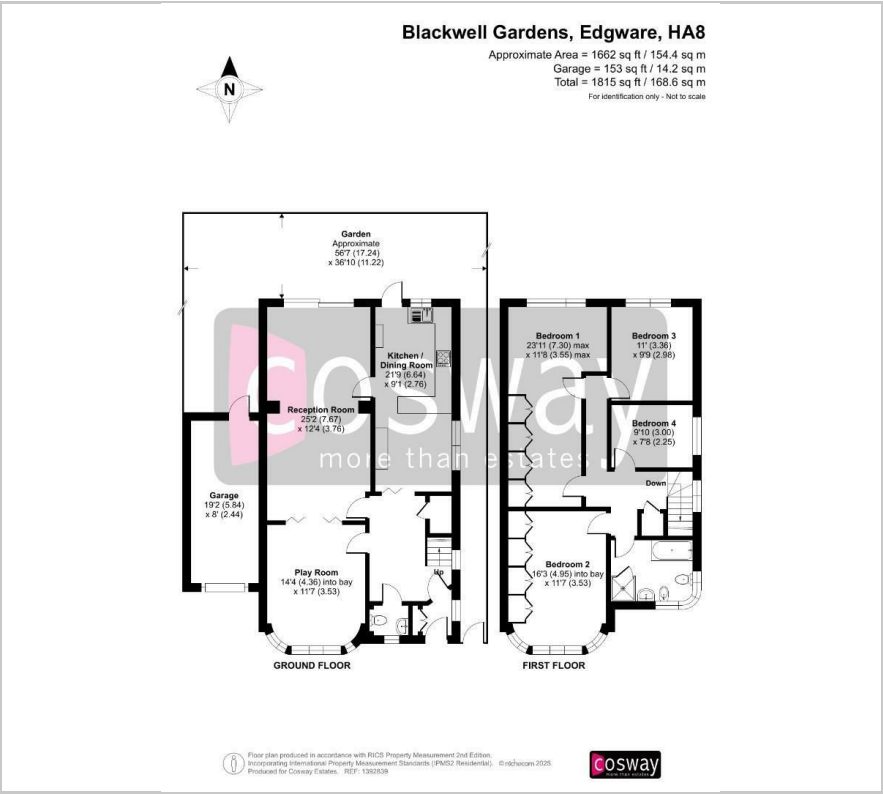 Blackwell Gardens, Edgware, HA8
Approximate Area = 1662 sq ft / 154.4 sq m
Garage = 153 sq ft / 14.2 sq m
Total = 1815 sq ft / 168.6 sq m
For identification only - Not to scale
N
Garden
Approximate
56'7 (17.24)
x 36'10 (11.22)
Kitchen /
Dining Room
21'9 (6.64)
x 9'1 (2.76)
Reception Room
25'2 (7.67)
x 12'4 (3.76)
Garage
19'2 (5.84)
x 8' (2.44)
Play Room
14'4 (4.36) into bay
x 11'7 (3.53)
Up
GROUND FLOOR
Bedroom 1
23'11 (7.30) max
x 11'8 (3.55) max
Bedroom 3
11' (3.36)
x 9'9 (2.98)
Bedroom 4
9'10 (3.00)
x 7'8 (2.25)
Down
Bedroom 2
16'3 (4.95) into bay
x 11'7 (3.53)
FIRST FLOOR
cosway
more than estates
Floor plan produced in accordance with RICS Property Measurement 2nd Edition,
Incorporating International Property Measurement Standards (IPMS2 Residential). © nichecom 2025.
Produced for Cosway Estates. REF: 1392839
cosway
more than estates